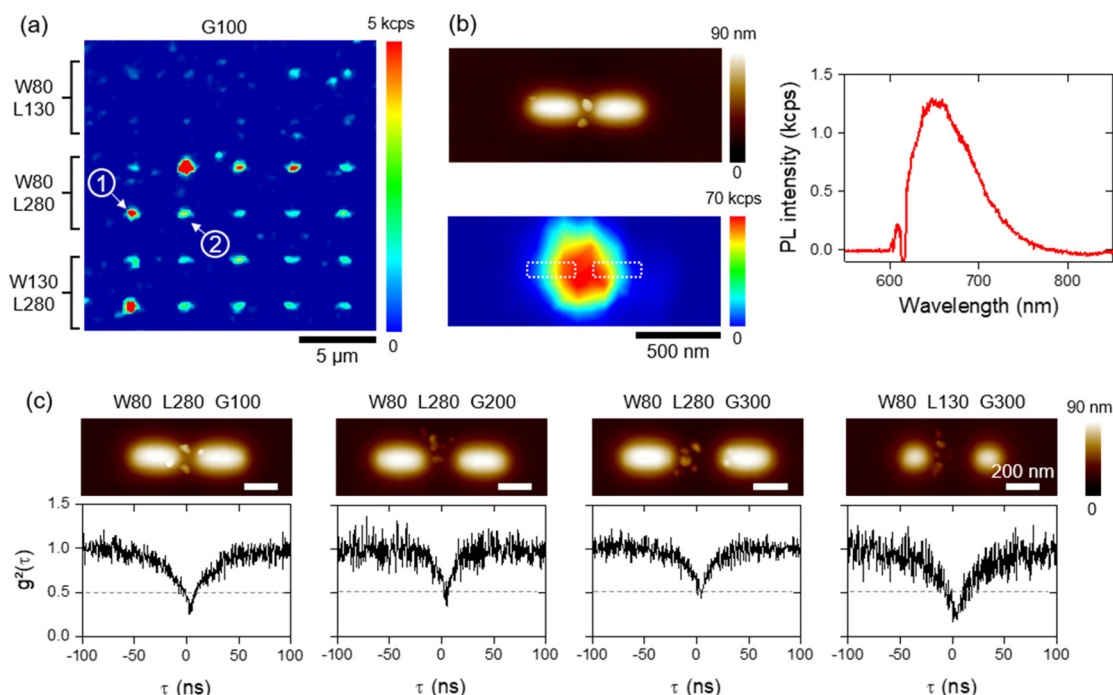 (a)
G100
5 kcps
W80
L130
W80
L280
W130
L280
1
2
0
5 µm
(b)
90 nm
0
70 kcps
0
500 nm
PL intensity (kcps)
1.5
1.0
0.5
0.0
600 700 800
Wavelength (nm)
(c)
W80 L280 G100
W80 L280 G200
W80 L280 G300
W80 L130 G300
90 nm
200 nm
0
g²(τ)
1.5
1.0
0.5
0.0
-100 -50 0 50 100
-100 -50 0 50 100
-100 -50 0 50 100
-100 -50 0 50 100
τ (ns)
τ (ns)
τ (ns)
τ (ns)